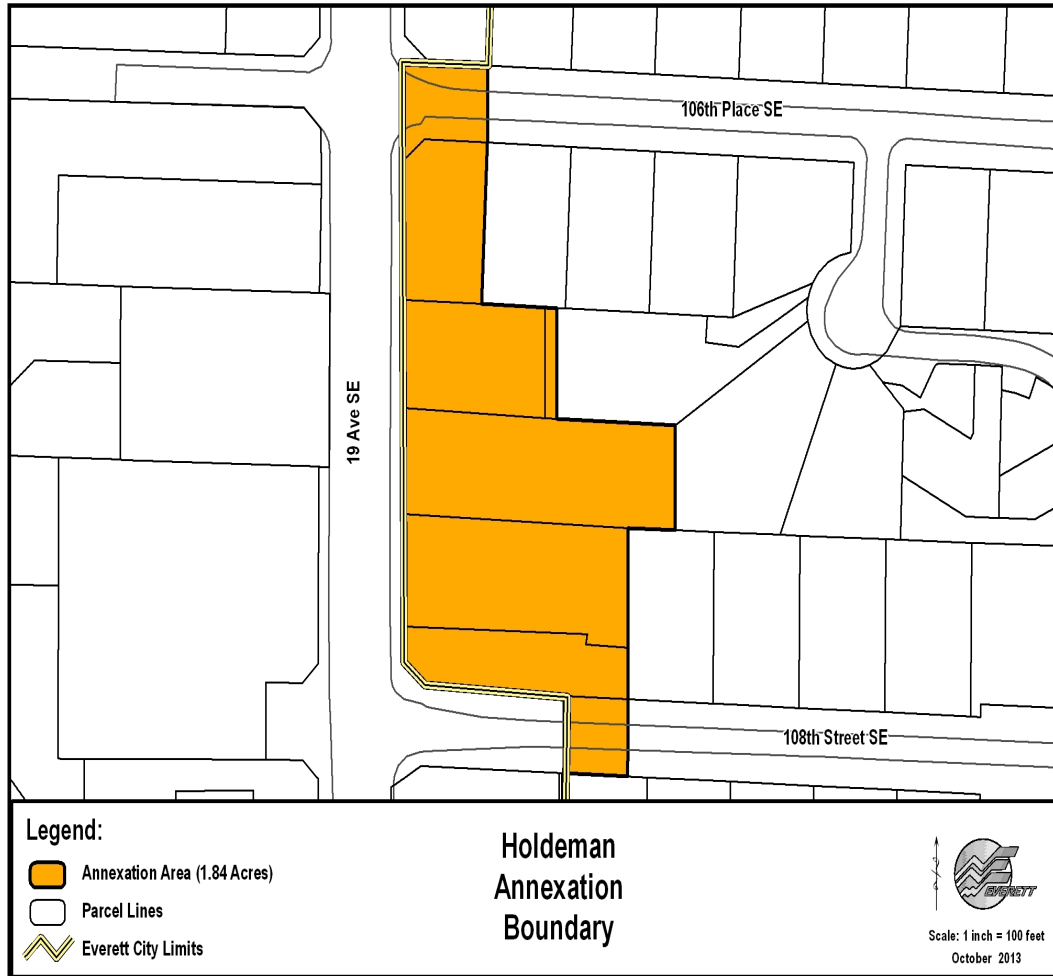 106th Place SE
19 Ave SE
108th Street SE
Legend:
Annexation Area (1.84 Acres)
Parcel Lines
Everett City Limits
Holdeman
Annexation
Boundary
EVERETT
Scale: 1 inch = 100 feet
October 2013